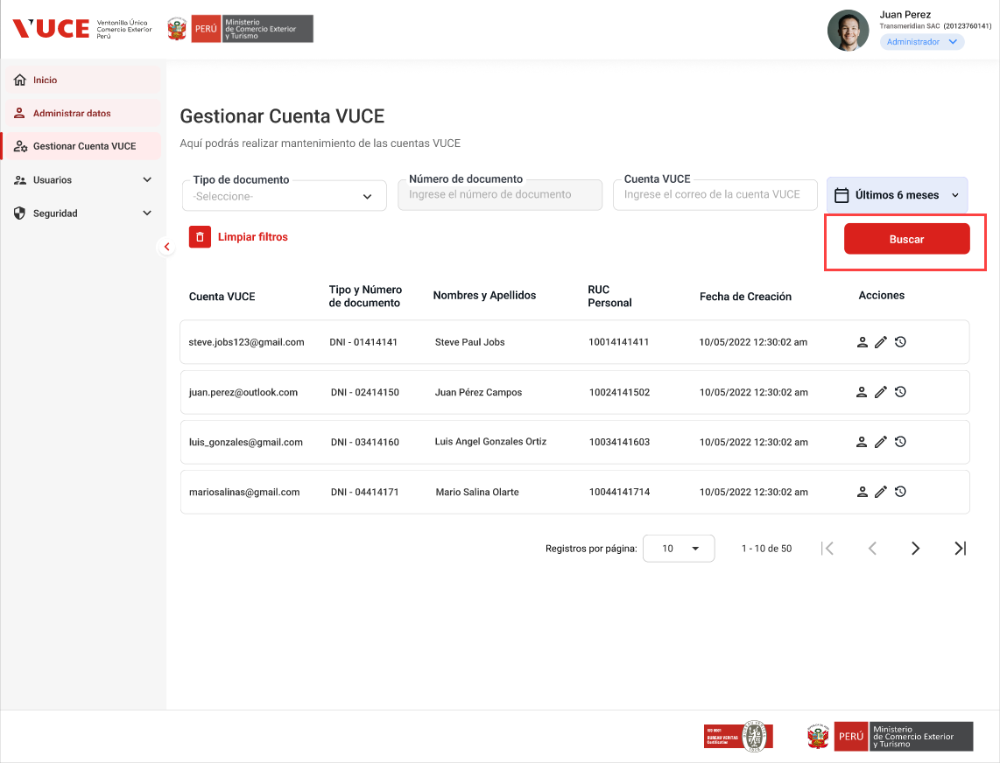 VUCE
Ventanilla Única
Comercio Exterior
Perú
PERÚ
Ministerio
de Comercio Exterior
y Turismo
Juan Perez
Transmeridian SAC (20123760141)
Administrador
Inicio
Administrar datos
Gestionar Cuenta VUCE
Usuarios
Seguridad
Gestionar Cuenta VUCE
Aquí podrás realizar mantenimiento de las cuentas VUCE
Tipo de documento
-Seleccione-
Número de documento
Ingrese el número de documento
Cuenta VUCE
Ingrese el correo de la cuenta VUCE
Últimos 6 meses
Limpiar filtros
Buscar
Cuenta VUCE
Tipo y Número
de documento
Nombres y Apellidos
RUC
Personal
Fecha de Creación
Acciones
steve.jobs123@gmail.com DNI - 01414141 Steve Paul Jobs 10014141411 10/05/2022 12:30:02 am
juan.perez@outlook.com DNI - 02414150 Juan Pérez Campos 10024141502 10/05/2022 12:30:02 am
luis_gonzales@gmail.com DNI - 03414160 Luis Angel Gonzales Ortiz 10034141603 10/05/2022 12:30:02 am
mariosalinas@gmail.com DNI - 04414171 Mario Salina Olarte 10044141714 10/05/2022 12:30:02 am
Registros por página: 10 1 - 10 de 50
ISO 9001
BUREAU VERITAS
Certification
PERÚ
Ministerio
de Comercio Exterior
y Turismo